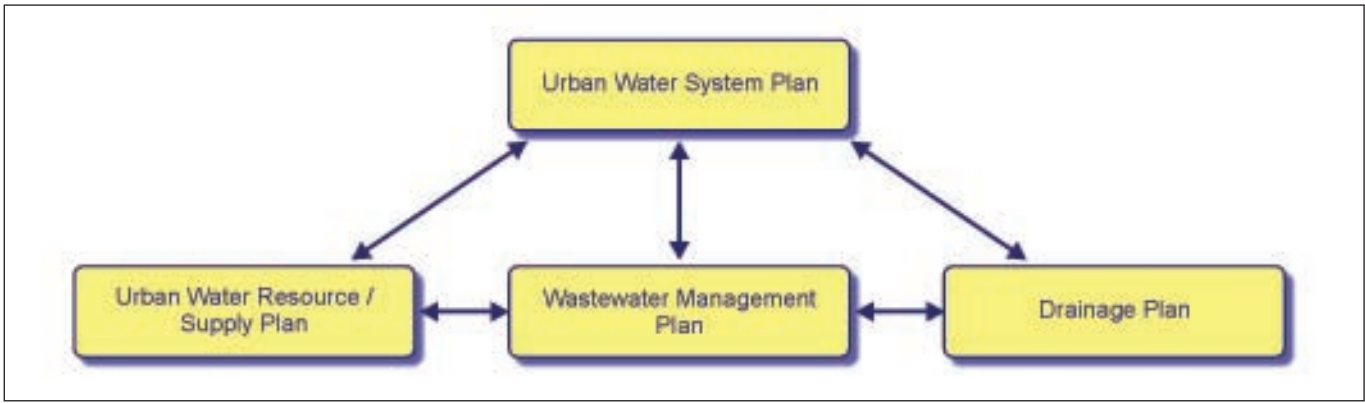 Urban Water System Plan
Urban Water Resource /
Supply Plan
Wastewater Management
Plan
Drainage Plan